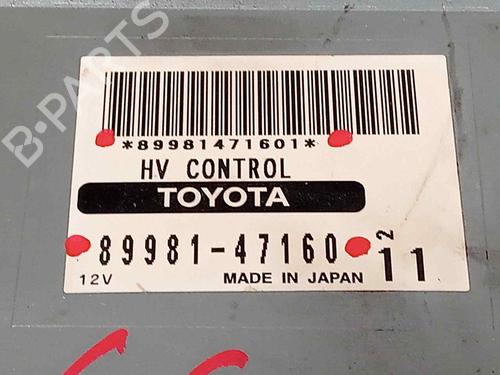 B-PARTS
*89981471601*
HV CONTROL
TOYOTA
89981-47160
2
11
12V
MADE IN JAPAN